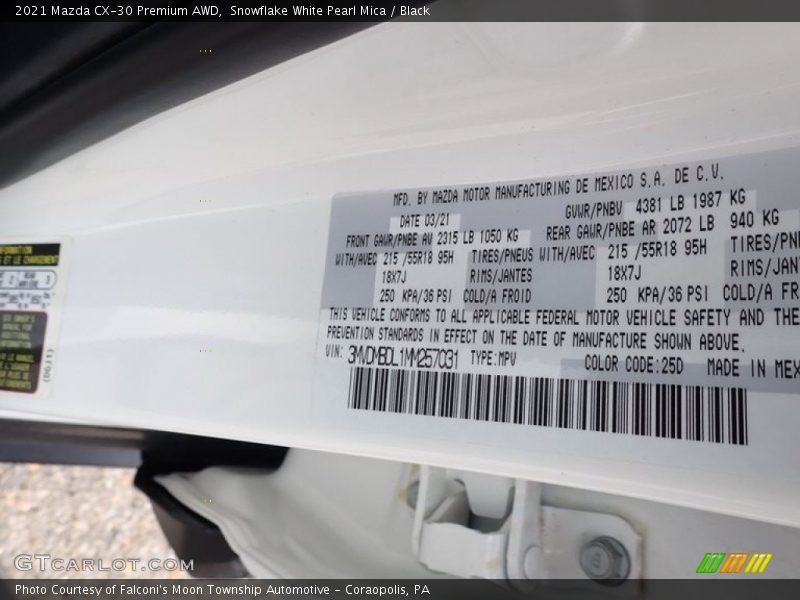 2021 Mazda CX-30 Premium AWD, Snowflake White Pearl Mica / Black
MFD. BY MAZDA MOTOR MANUFACTURING DE MEXICO S.A. DE C.V.
DATE 03/21 GVWR/PNBV 4381 LB 1987 KG
FRONT GAWR/PNBE AV 2315 LB 1050 KG REAR GAWR/PNBE AR 2072 LB 940 KG
WITH/AVEC 215 /55R18 95H TIRES/PNEUS WITH/AVEC 215 /55R18 95H TIRES/PNE
18X7J RIMS/JANTES 18X7J RIMS/JAN
250 KPA/36 PSI COLD/A FROID 250 KPA/36 PSI COLD/A FR
THIS VEHICLE CONFORMS TO ALL APPLICABLE FEDERAL MOTOR VEHICLE SAFETY AND THE
PREVENTION STANDARDS IN EFFECT ON THE DATE OF MANUFACTURE SHOWN ABOVE.
VIN: 3MVDMBDL1MM257031 TYPE:MPV COLOR CODE:25D MADE IN MEX
GTCARLOT.COM
Photo Courtesy of Falconi's Moon Township Automotive - Coraopolis, PA